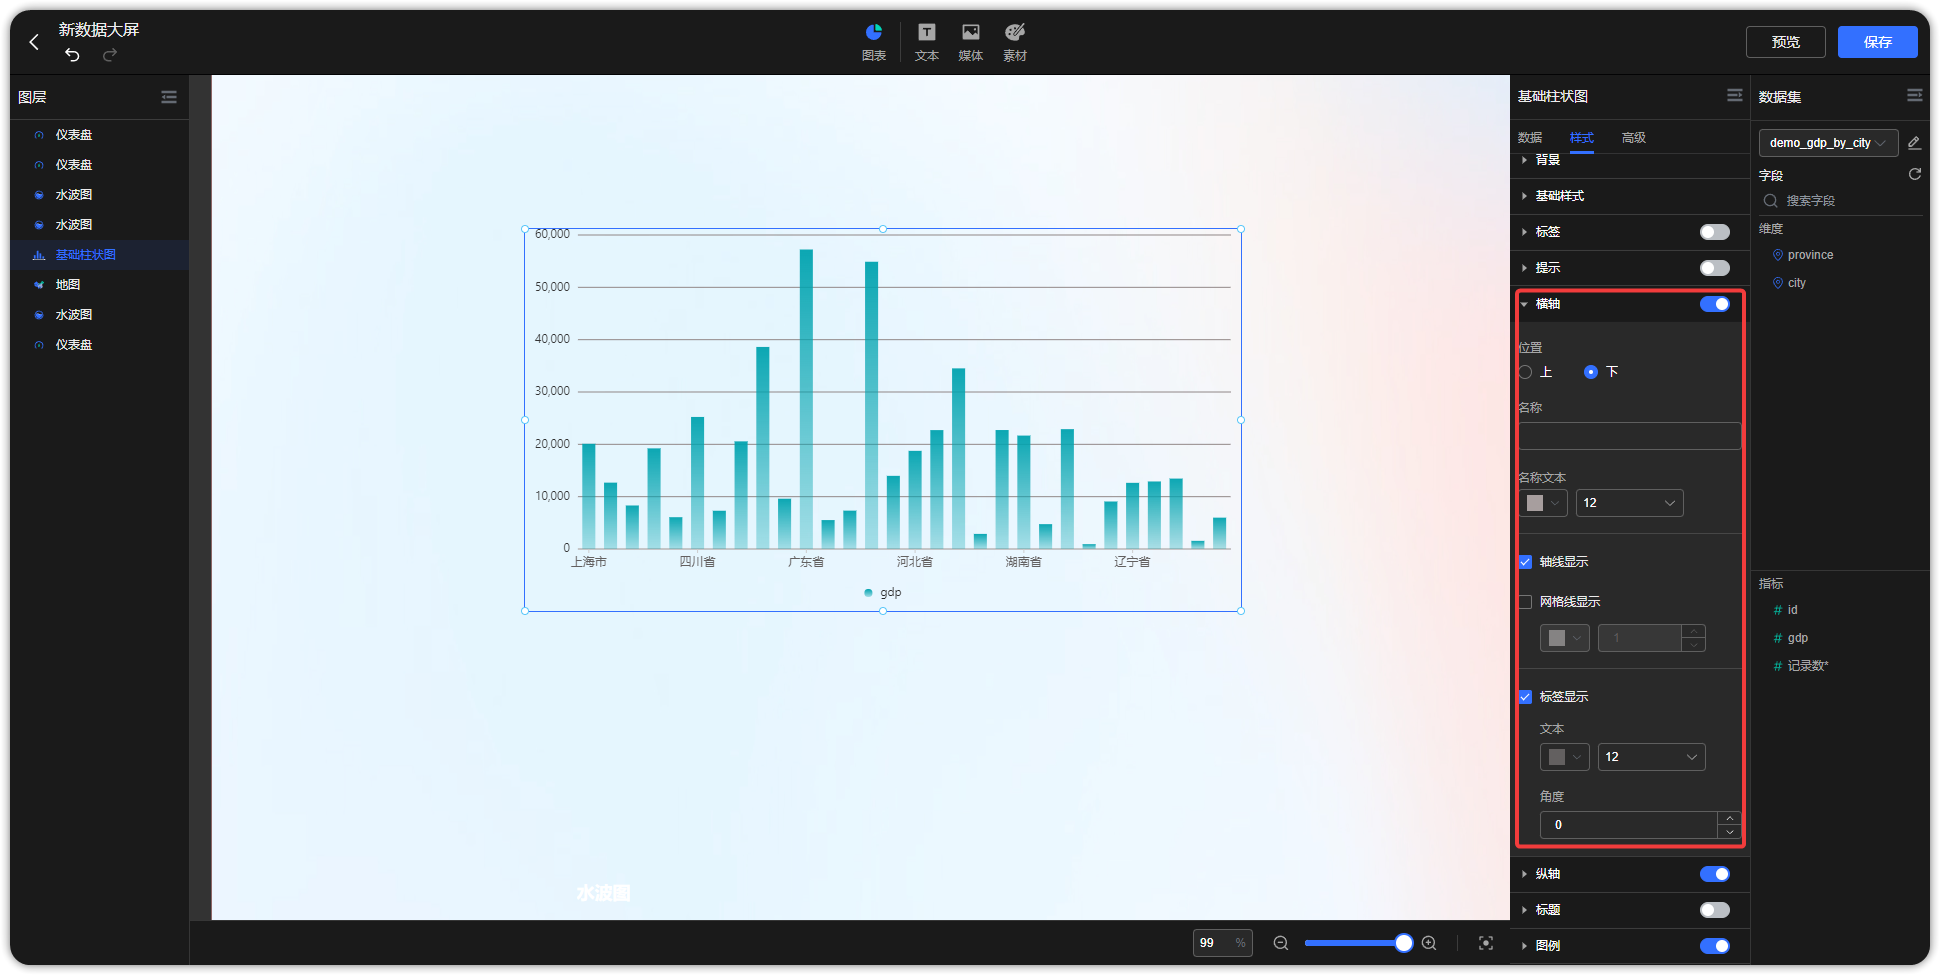 新数据大屏
图表
文本
媒体
素材
预览
保存
图层
仪表盘
仪表盘
水波图
水波图
基础柱状图
地图
水波图
仪表盘
60,000
50,000
40,000
30,000
20,000
10,000
0
上海市 四川省 广东省 河北省 湖南省 辽宁省
gdp
水波图
99 %
基础柱状图
数据 样式 高级
背景
基础样式
标签
提示
横轴
位置
上 下
名称
名称文本
12
轴线显示
网格线显示
1
标签显示
文本
12
角度
0
纵轴
标题
图例
数据集
demo_gdp_by_city
字段
搜索字段
维度
province
city
指标
# id
# gdp
# 记录数*